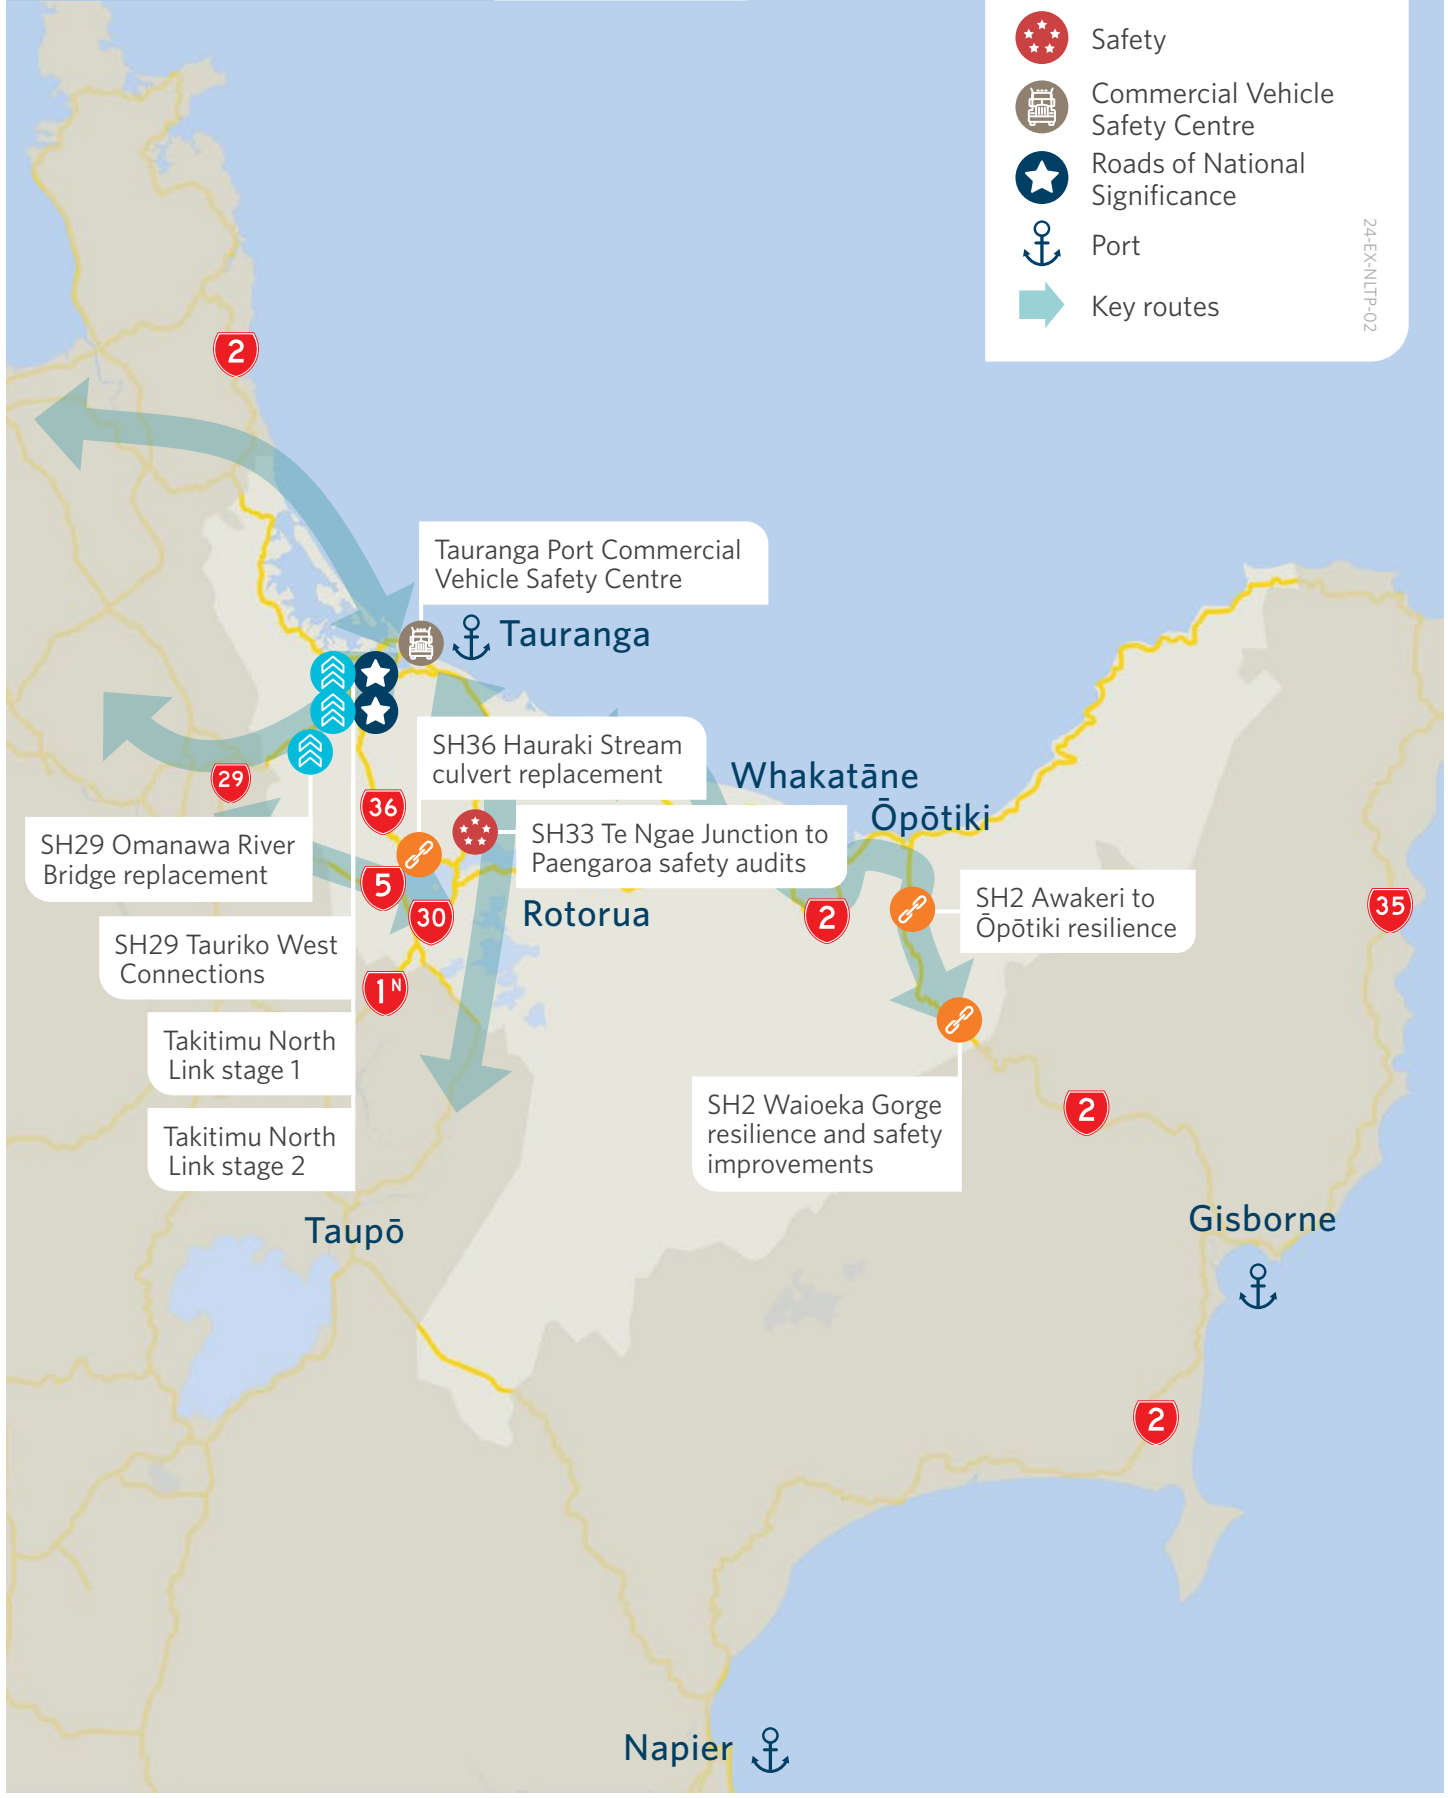 Safety
Commercial Vehicle
Safety Centre
Roads of National
Significance
Port
Key routes
24-EX-NLTP-02
2
Tauranga Port Commercial
Vehicle Safety Centre
Tauranga
SH36 Hauraki Stream
culvert replacement
Whakatāne
29
36
Ōpōtiki
SH33 Te Ngae Junction to
Paengaroa safety audits
SH29 Omanawa River
Bridge replacement
5
30
Rotorua
2
SH2 Awakeri to
Ōpōtiki resilience
35
SH29 Tauriko West
Connections
1N
Takitimu North
Link stage 1
SH2 Waioeka Gorge
resilience and safety
improvements
2
Takitimu North
Link stage 2
Taupō
Gisborne
2
Napier